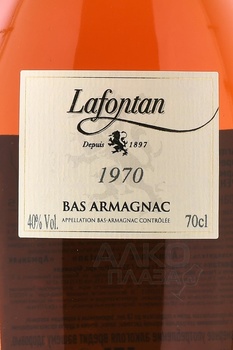 Lafontan
Depuis 1897
1970
BAS ARMAGNAC
40% Vol. APPELLATION BAS-ARMAGNAC CONTRÔLÉE 70cl
АЛКО
ПЛАЗА